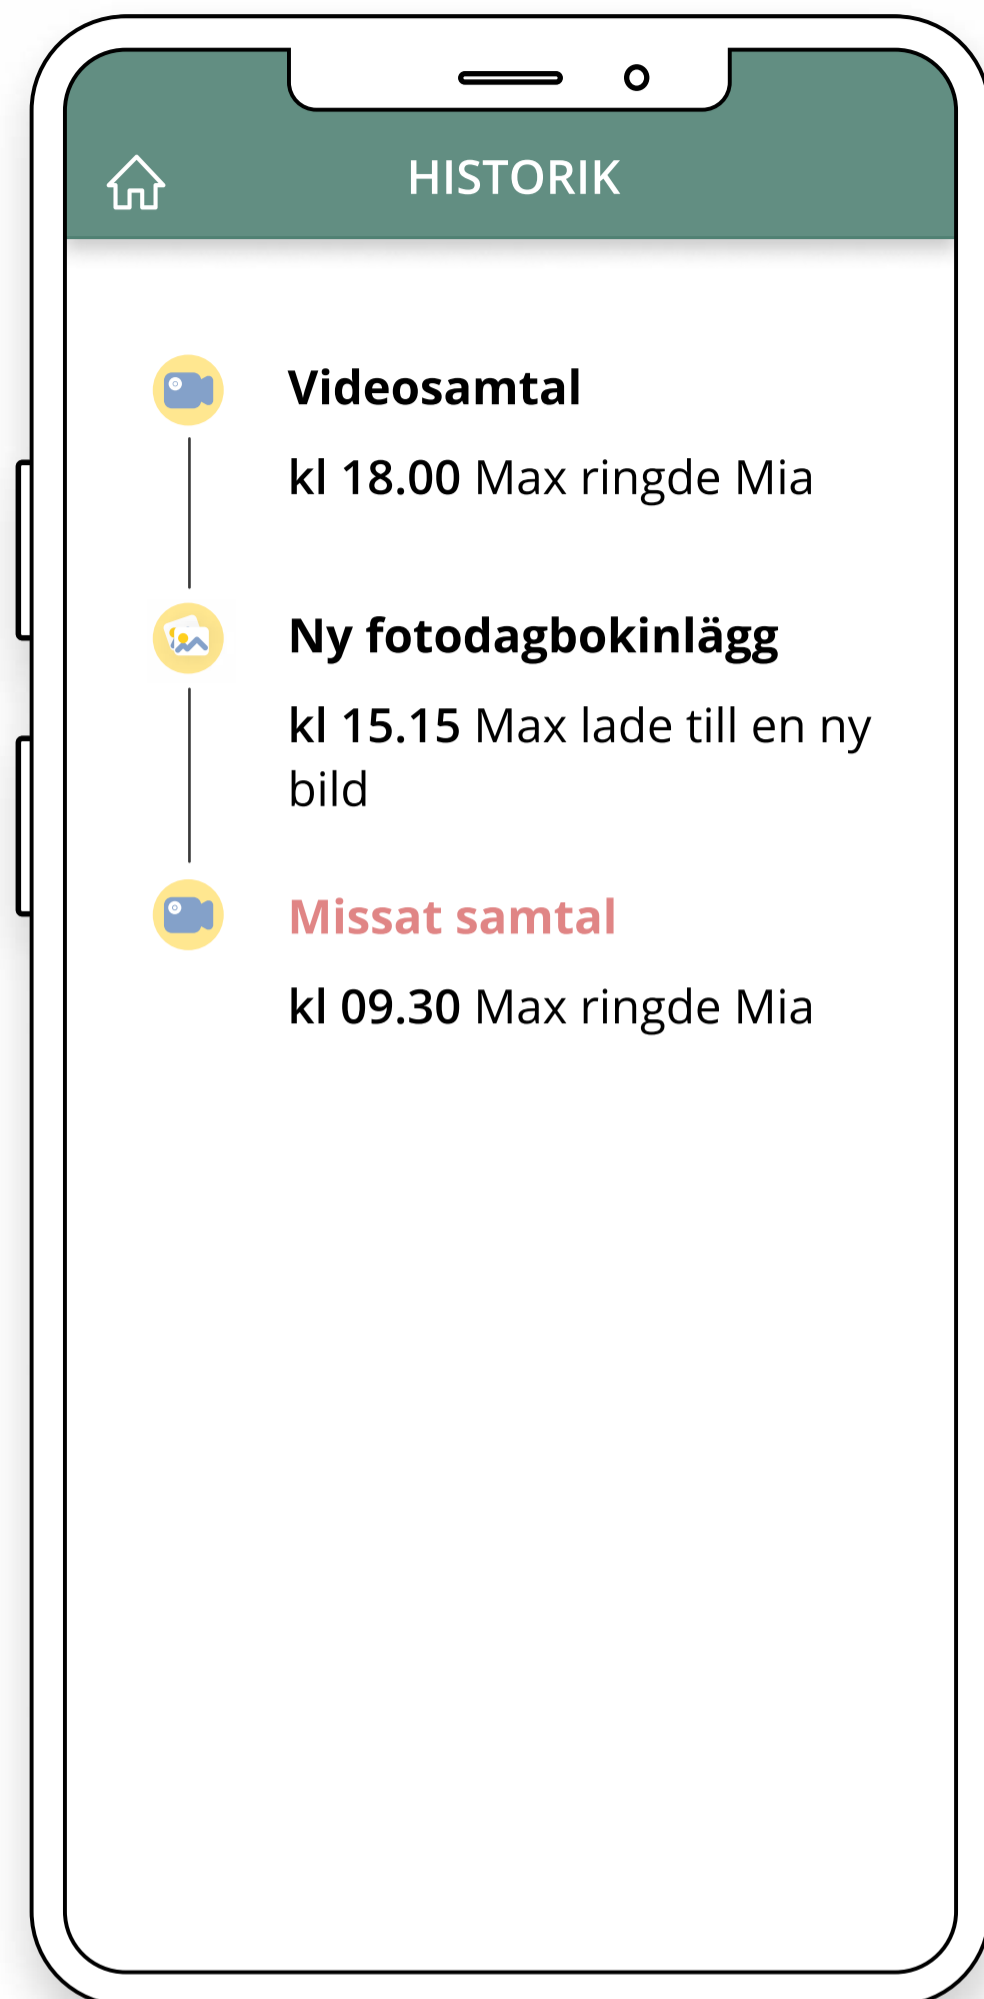 HISTORIK
Videosamtal
kl 18.00 Max ringde Mia
Ny fotodagbokinlägg
kl 15.15 Max lade till en ny
bild
Missat samtal
kl 09.30 Max ringde Mia